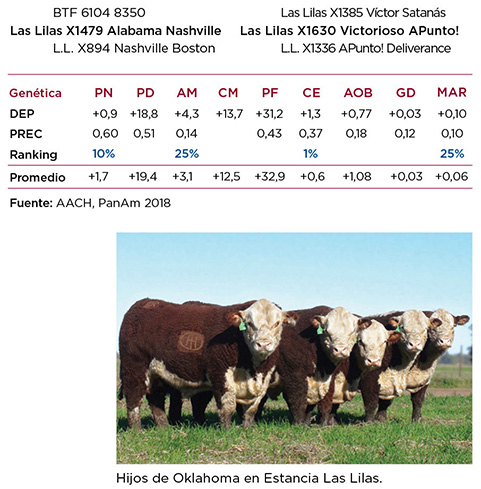 BTF 6104 8350
Las Lilas X1479 Alabama Nashville
L.L. X894 Nashville Boston
Las Lilas X1385 Víctor Satanás
Las Lilas X1630 Victorioso APunto!
L.L. X1336 APunto! Deliverance
Genética PN PD AM CM PF CE AOB GD MAR
DEP +0,9 +18,8 +4,3 +13,7 +31,2 +1,3 +0,77 +0,03 +0,10
PREC 0,60 0,51 0,14 0,43 0,37 0,18 0,12 0,10
Ranking 10% 25% 1% 25%
Promedio +1,7 +19,4 +3,1 +12,5 +32,9 +0,6 +1,08 +0,03 +0,06
Fuente: AACH, PanAm 2018
Hijos de Oklahoma en Estancia Las Lilas.